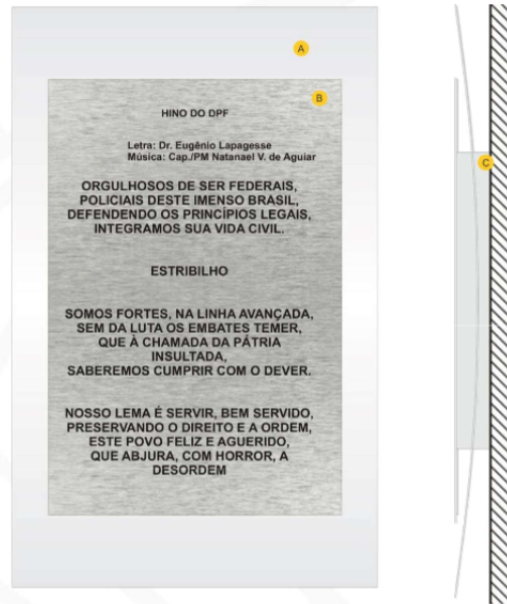 A
B
HINO DO DPF
Letra: Dr. Eugênio Lapagesse
Música: Cap./PM Natanael V. de Aguiar
ORGULHOSOS DE SER FEDERAIS,
POLICIAIS DESTE IMENSO BRASIL,
DEFENDENDO OS PRINCÍPIOS LEGAIS,
INTEGRAMOS SUA VIDA CIVIL.
ESTRIBILHO
SOMOS FORTES, NA LINHA AVANÇADA,
SEM DA LUTA OS EMBATES TEMER,
QUE À CHAMADA DA PÁTRIA
INSULTADA,
SABEREMOS CUMPRIR COM O DEVER.
NOSSO LEMA É SERVIR, BEM SERVIDO,
PRESERVANDO O DIREITO E A ORDEM,
ESTE POVO FELIZ E AGUERIDO,
QUE ABJURA, COM HORROR, A
DESORDEM
C